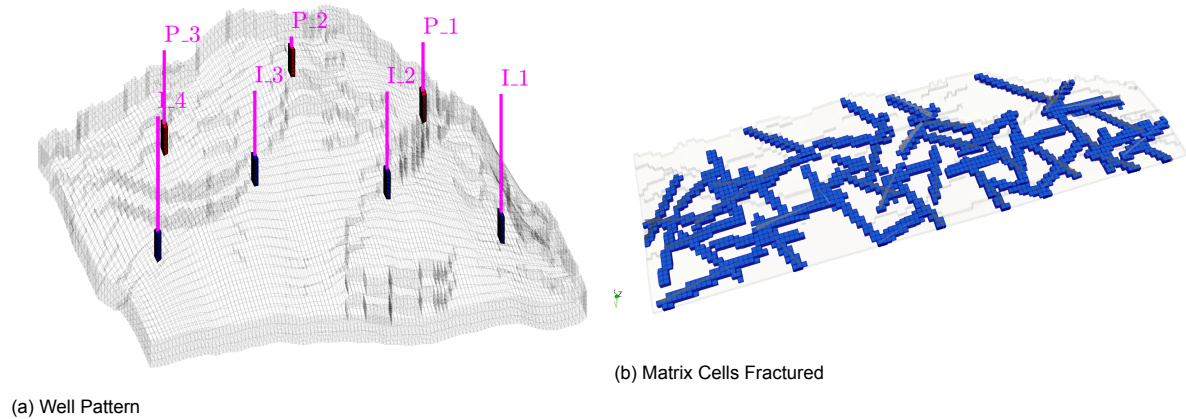 P_2
P_1
P_3
I_3
I_2
I_1
I_4
(a) Well Pattern
(b) Matrix Cells Fractured